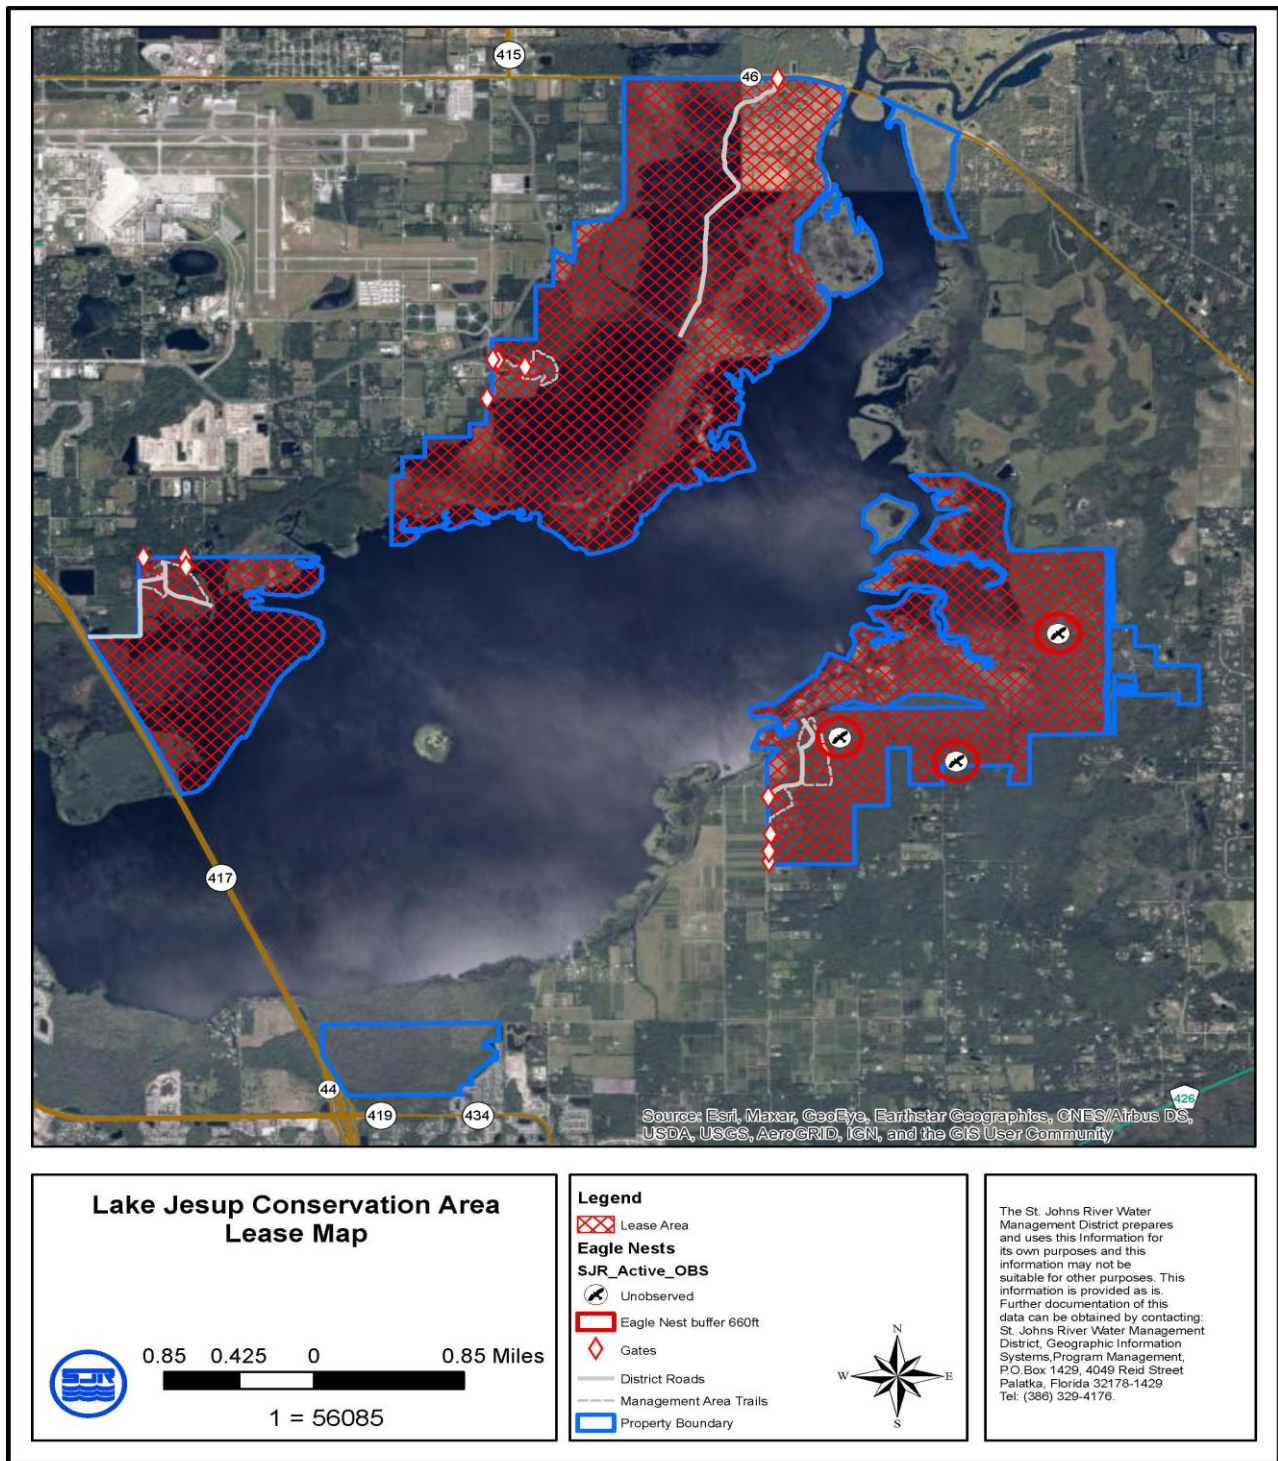 415
46
417
44
419
434
426
Source: Esri, Maxar, GeoEye, Earthstar Geographics, CNES/Airbus DS,
USDA, USGS, AeroGRID, IGN, and the GIS User Community
Lake Jesup Conservation Area
Lease Map
SJR
0.85 0.425 0 0.85 Miles
1 = 56085
Legend
Lease Area
Eagle Nests
SJR_Active_OBS
Unobserved
Eagle Nest buffer 660ft
Gates
District Roads
Management Area Trails
Property Boundary
N
W E
S
The St. Johns River Water
Management District prepares
and uses this Information for
its own purposes and this
information may not be
suitable for other purposes. This
information is provided as is.
Further documentation of this
data can be obtained by contacting:
St. Johns River Water Management
District, Geographic Information
Systems,Program Management,
P.O.Box 1429, 4049 Reid Street
Palatka, Florida 32178-1429
Tel: (386) 329-4176.